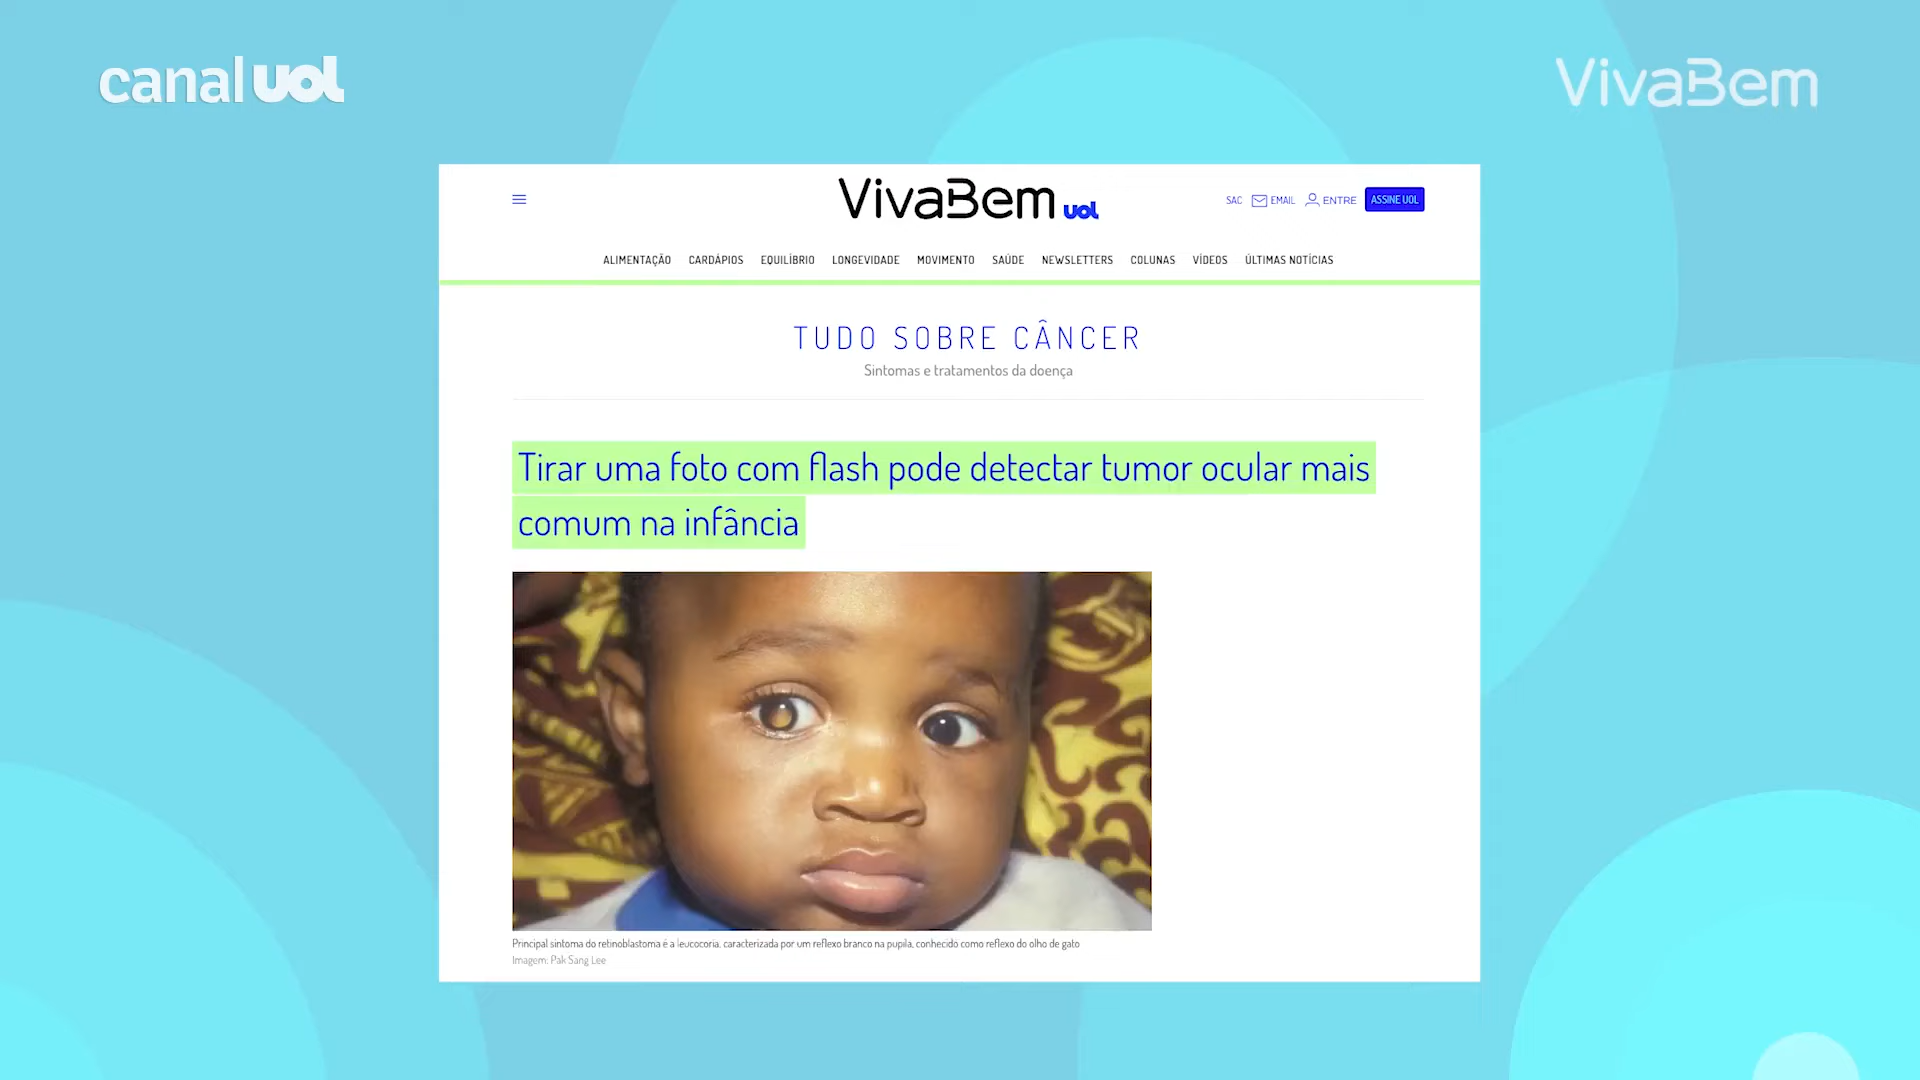 canal uol
VivaBem
VivaBem uol
SAC EMAIL ENTRE ASSINE UOL
ALIMENTAÇÃO CARDÁPIOS EQUILÍBRIO LONGEVIDADE MOVIMENTO SAÚDE NEWSLETTERS COLUNAS VÍDEOS ÚLTIMAS NOTÍCIAS
TUDO SOBRE CÂNCER
Sintomas e tratamentos da doença
Tirar uma foto com flash pode detectar tumor ocular mais
comum na infância
Principal sintoma do retinoblastoma é a leucocoria, caracterizada por um reflexo branco na pupila, conhecido como reflexo do olho de gato
Imagem: Pak Sang Lee